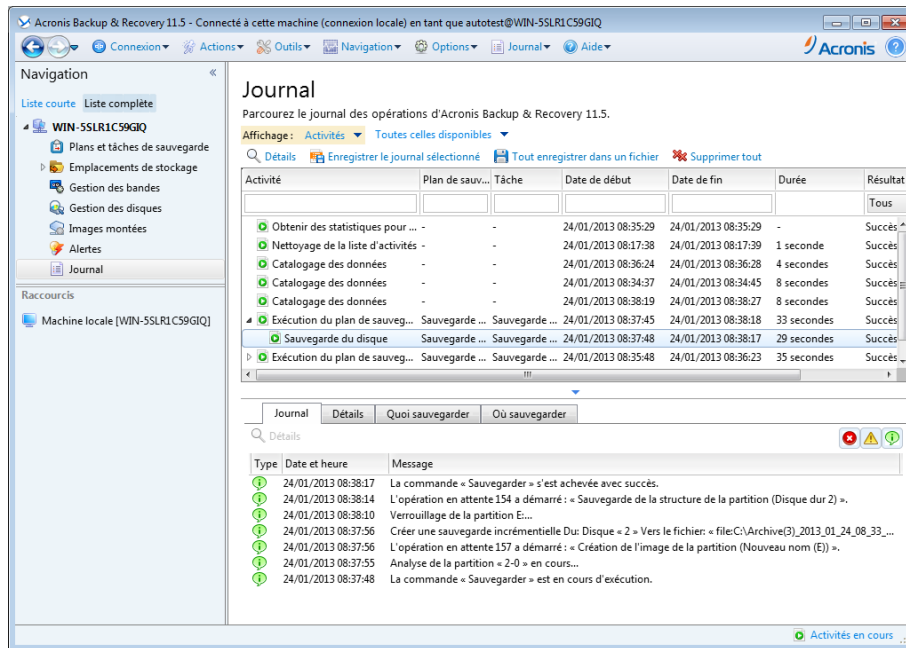 Acronis Backup & Recovery 11.5 - Connecté à cette machine (connexion locale) en tant que autotest@WIN-5SLR1C59GIQ
Connexion Actions Outils Navigation Options Journal Aide Acronis
Navigation «
Liste courte Liste complète
WIN-5SLR1C59GIQ
Plans et tâches de sauvegarde
Emplacements de stockage
Gestion des bandes
Gestion des disques
Images montées
Alertes
Journal
Raccourcis
Machine locale [WIN-5SLR1C59GIQ]
Journal
Parcourez le journal des opérations d'Acronis Backup & Recovery 11.5.
Affichage : Activités Toutes celles disponibles
Détails Enregistrer le journal sélectionné Tout enregistrer dans un fichier Supprimer tout
Activité Plan de sauv... Tâche Date de début Date de fin Durée Résultat
Tous
Obtenir des statistiques pour ... - - 24/01/2013 08:35:29 24/01/2013 08:35:29 - Succès
Nettoyage de la liste d'activités - - 24/01/2013 08:17:38 24/01/2013 08:17:39 1 seconde Succès
Catalogage des données - - 24/01/2013 08:36:24 24/01/2013 08:36:28 4 secondes Succès
Catalogage des données - - 24/01/2013 08:34:37 24/01/2013 08:34:45 8 secondes Succès
Catalogage des données - - 24/01/2013 08:38:19 24/01/2013 08:38:27 8 secondes Succès
Exécution du plan de sauveg... Sauvegarde ... Sauvegarde ... 24/01/2013 08:37:45 24/01/2013 08:38:18 33 secondes Succès
Sauvegarde du disque Sauvegarde ... Sauvegarde ... 24/01/2013 08:37:48 24/01/2013 08:38:17 29 secondes Succès
Exécution du plan de sauveg... Sauvegarde ... Sauvegarde ... 24/01/2013 08:35:48 24/01/2013 08:36:23 35 secondes Succès
Journal Détails Quoi sauvegarder Où sauvegarder
Détails
Type Date et heure Message
24/01/2013 08:38:17 La commande « Sauvegarder » s'est achevée avec succès.
24/01/2013 08:38:14 L'opération en attente 154 a démarré : « Sauvegarde de la structure de la partition (Disque dur 2) ».
24/01/2013 08:38:10 Verrouillage de la partition E:...
24/01/2013 08:37:56 Créer une sauvegarde incrémentielle Du: Disque « 2 » Vers le fichier: « file:C:\Archive(3)_2013_01_24_08_33_...
24/01/2013 08:37:56 L'opération en attente 157 a démarré : « Création de l'image de la partition (Nouveau nom (E)) ».
24/01/2013 08:37:55 Analyse de la partition « 2-0 » en cours...
24/01/2013 08:37:48 La commande « Sauvegarder » est en cours d'exécution.
Activités en cours